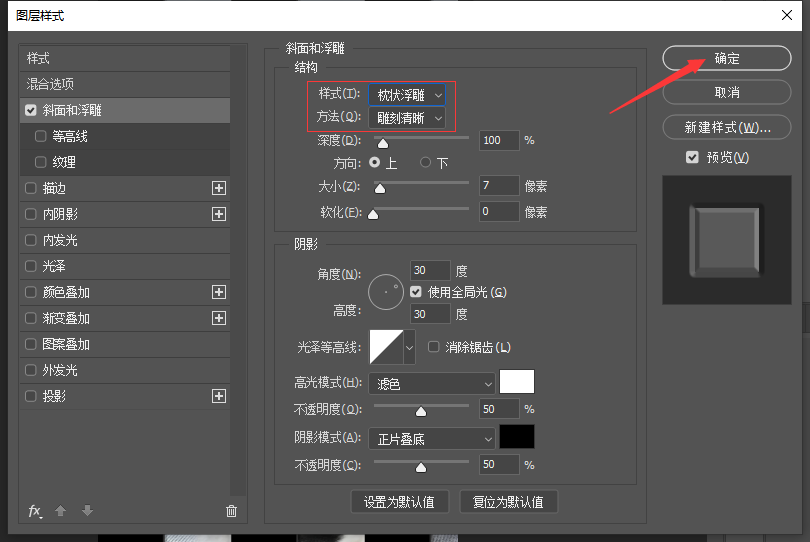 图层样式
样式
混合选项
斜面和浮雕
等高线
纹理
描边
内阴影
内发光
光泽
颜色叠加
渐变叠加
图案叠加
外发光
投影
fx
斜面和浮雕
结构
样式(T): 枕状浮雕
方法(Q): 雕刻清晰
深度(D): 100 %
方向: 上 下
大小(Z): 7 像素
软化(F): 0 像素
阴影
角度(N): 30 度
使用全局光 (G)
高度: 30 度
光泽等高线: 消除锯齿 (L)
高光模式(H): 滤色
不透明度(O): 50 %
阴影模式(A): 正片叠底
不透明度(C): 50 %
设置为默认值 复位为默认值
确定
取消
新建样式(W)...
预览(V)